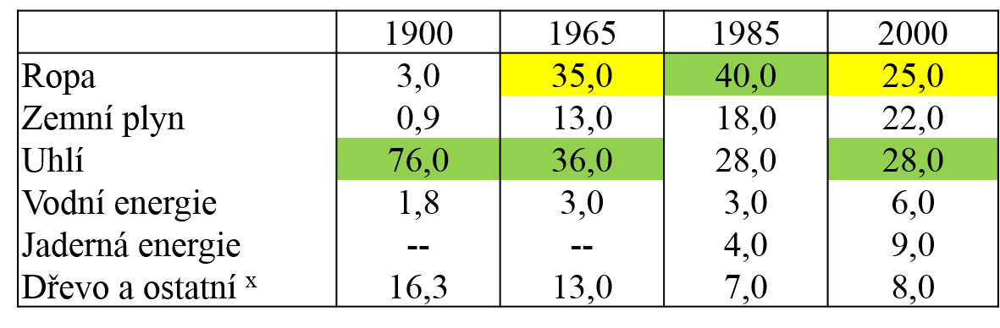 1900 1965 1985 2000
Ropa 3,0 35,0 40,0 25,0
Zemní plyn 0,9 13,0 18,0 22,0
Uhlí 76,0 36,0 28,0 28,0
Vodní energie 1,8 3,0 3,0 6,0
Jaderná energie -- -- 4,0 9,0
Dřevo a ostatní x 16,3 13,0 7,0 8,0